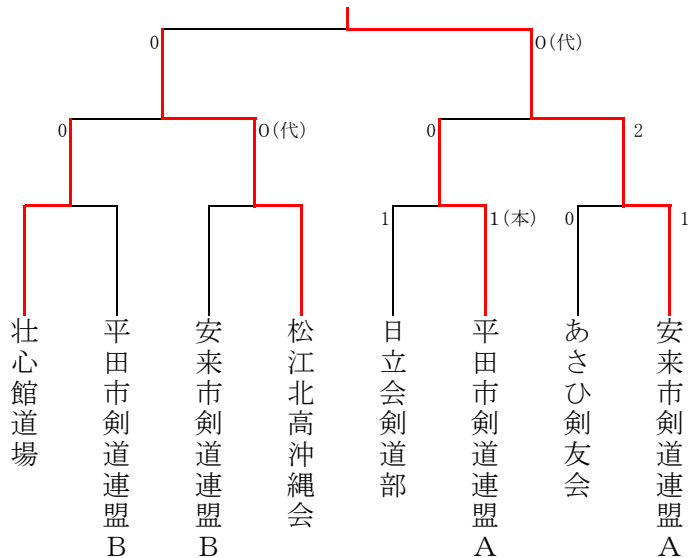 0
0(代)
0
0(代)
0
2
1
1(本)
0
1
壮心館道場
平田市剣道連盟B
安来市剣道連盟B
松江北高沖縄会
日立会剣道部
平田市剣道連盟A
あさひ剣友会
安来市剣道連盟A